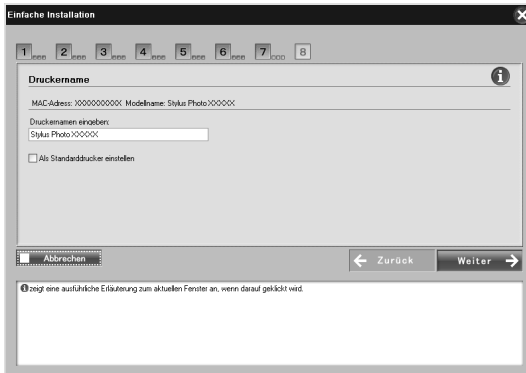 Einfache Installation
1 2 3 4 5 6 7 8
Druckername
MAC-Adress: XXXXXXXXXX Modellname: Stylus Photo XXXXX
Druckernamen eingeben:
Stylus Photo XXXXX
Als Standarddrucker einstellen
Abbrechen
Zurück
Weiter
zeigt eine ausführliche Erläuterung zum aktuellen Fenster an, wenn darauf geklickt wird.